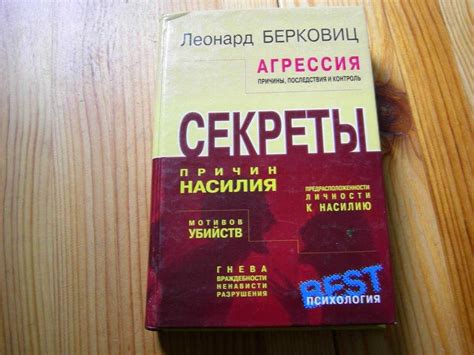 Леонард БЕРКОВИЦ
АГРЕССИЯ
ПРИЧИНЫ, ПОСЛЕДСТВИЯ И КОНТРОЛЬ
СЕКРЕТЫ
ПРИЧИН
НАСИЛИЯ
ПРЕДРАСПОЛОЖЕННОСТИ
ЛИЧНОСТИ
К НАСИЛИЮ
МОТИВОВ
УБИЙСТВ
ГНЕВА
ВРАЖДЕБНОСТИ
НЕНАВИСТИ
РАЗРУШЕНИЯ
BEST
ПСИХОЛОГИЯ